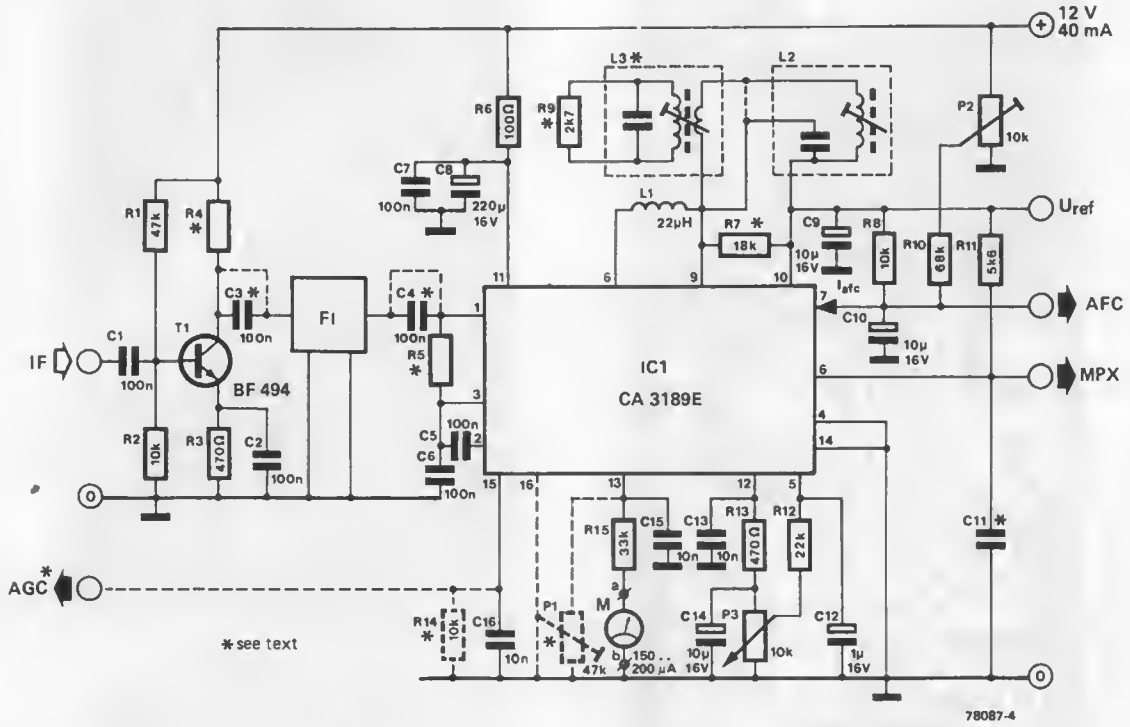 12 V
40 mA
L3 *
L2
R6
100Ω
R9
*
2k7
P2
10k
C7
100n
C8
220µ
16V
L1
22µH
R7 *
18k
C9
10µ
16V
Iafc
R8
10k
R10
68k
R11
5k6
Uref
R1
47k
R4
*
C3 *
100n
FI
C4 *
100n
R5
*
T1
BF 494
IF
C1
100n
R2
10k
R3
470Ω
C2
100n
C5
100n
C6
100n
11
6
9
10
1
3
2
15
16
13
12
5
7
6
4
14
IC1
CA 3189E
C10
10µ
16V
AFC
MPX
0
R15
33k
C15
10n
C13
10n
R13
470Ω
R12
22k
C11 *
AGC *
R14
*
10k
C16
10n
P1
*
47k
a
M
b
150 ..
200 µA
C14
10µ
16V
P3
10k
C12
1µ
16V
0
* see text
78087-4